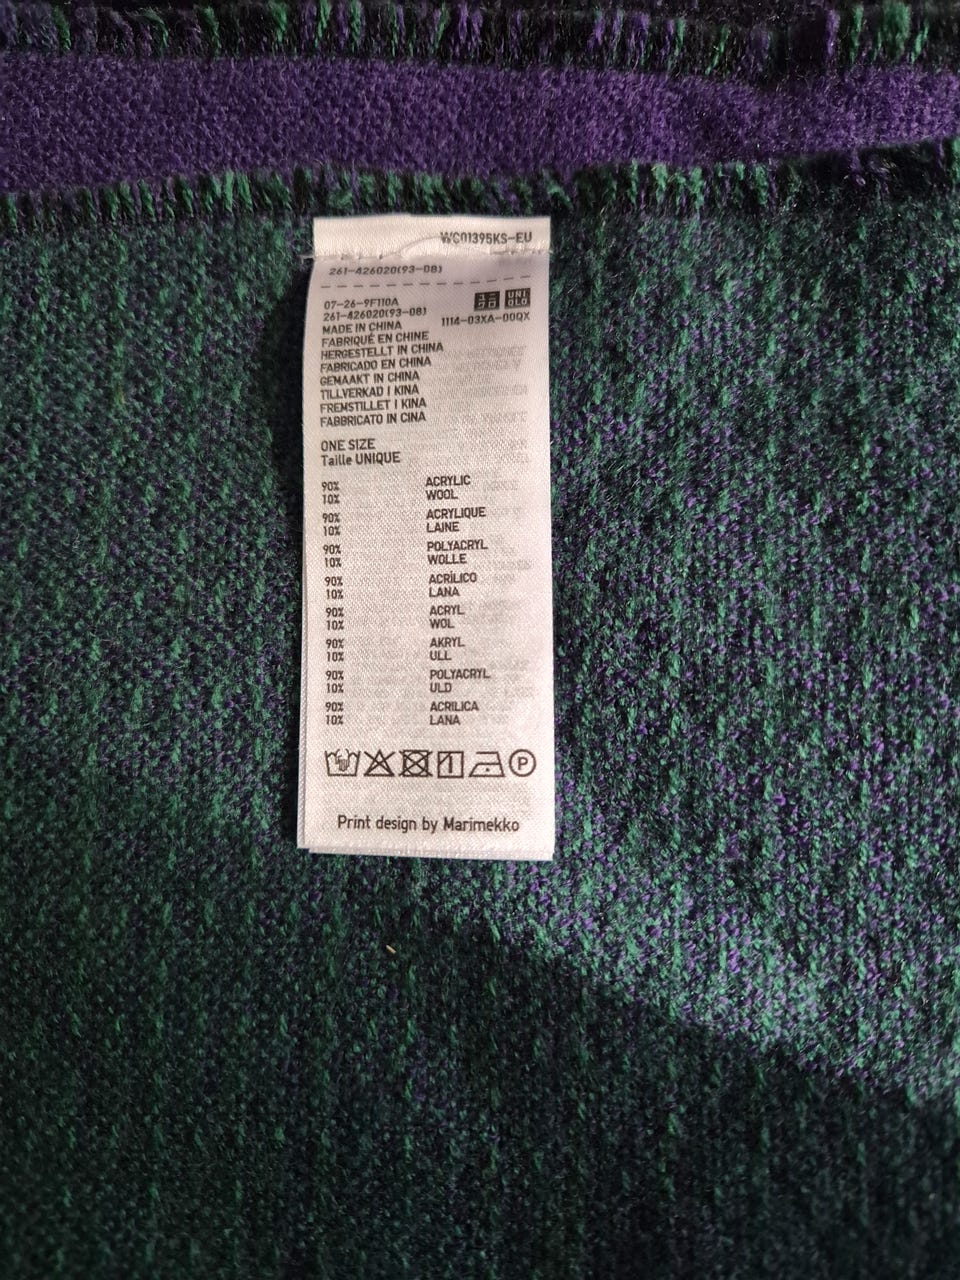 WC01395KS-EU
261-426020(93-08)
07-26-9F110A
261-426020(93-08)
ユニ
クロ
UNI
QLO
1114-03XA-00QX
MADE IN CHINA
FABRIQUÉ EN CHINE
HERGESTELLT IN CHINA
FABRICADO EN CHINA
GEMAAKT IN CHINA
TILLVERKAD I KINA
FREMSTILLET I KINA
FABBRICATO IN CINA
ONE SIZE
Taille UNIQUE
90% ACRYLIC
10% WOOL
90% ACRYLIQUE
10% LAINE
90% POLYACRYL
10% WOLLE
90% ACRÍLICO
10% LANA
90% ACRYL
10% WOL
90% AKRYL
10% ULL
90% POLYACRYL
10% ULD
90% ACRILICA
10% LANA
P
Print design by Marimekko